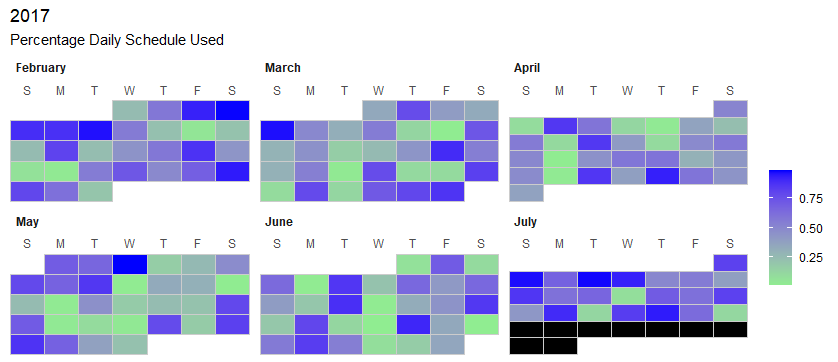 2017
Percentage Daily Schedule Used
February
March
April
S M T W T F S
S M T W T F S
S M T W T F S
0.75
0.50
0.25
May
June
July
S M T W T F S
S M T W T F S
S M T W T F S